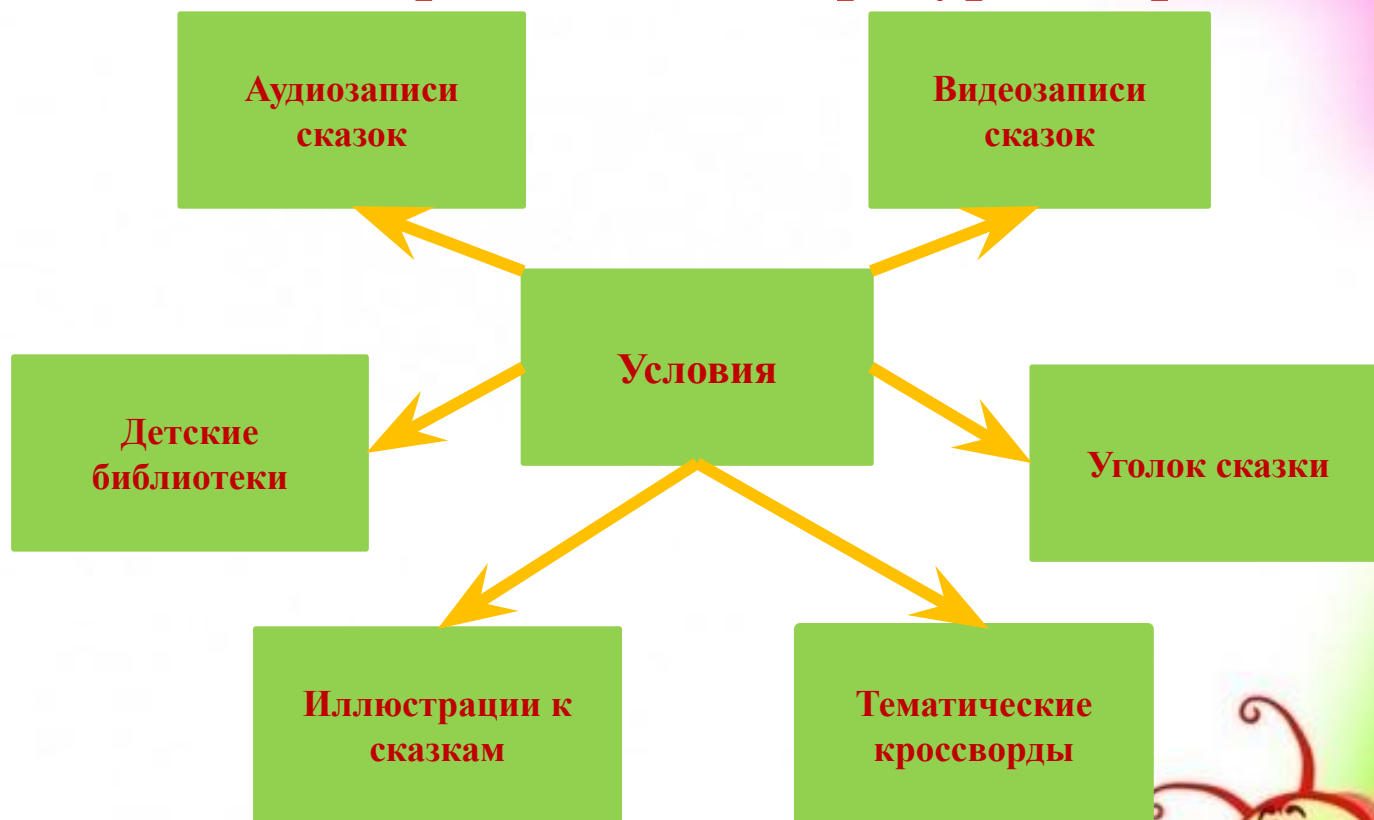 Аудиозаписи
сказок
Видеозаписи
сказок
Условия
Детские
библиотеки
Уголок сказки
Иллюстрации к
сказкам
Тематические
кроссворды